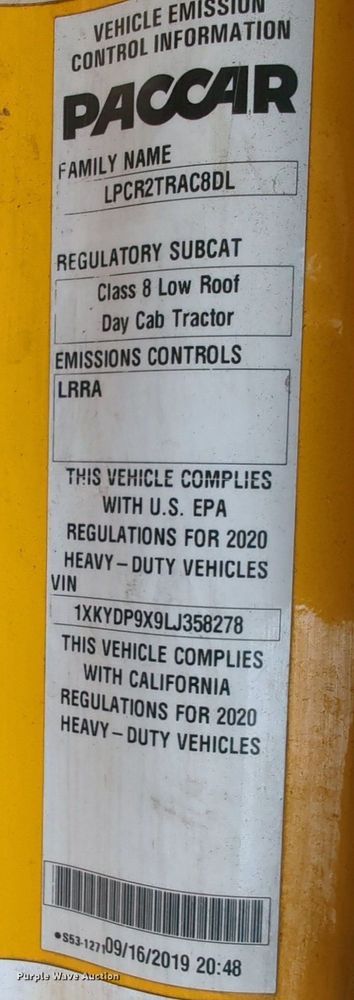 VEHICLE EMISSION
CONTROL INFORMATION
PACCAR
FAMILY NAME
LPCR2TRAC8DL
REGULATORY SUBCAT
Class 8 Low Roof
Day Cab Tractor
EMISSIONS CONTROLS
LRRA
THIS VEHICLE COMPLIES
WITH U.S. EPA
REGULATIONS FOR 2020
HEAVY-DUTY VEHICLES
VIN
1XKYDP9X9LJ358278
THIS VEHICLE COMPLIES
WITH CALIFORNIA
REGULATIONS FOR 2020
HEAVY-DUTY VEHICLES
•S53-1271 09/16/2019 20:48
Purple Wave Auction